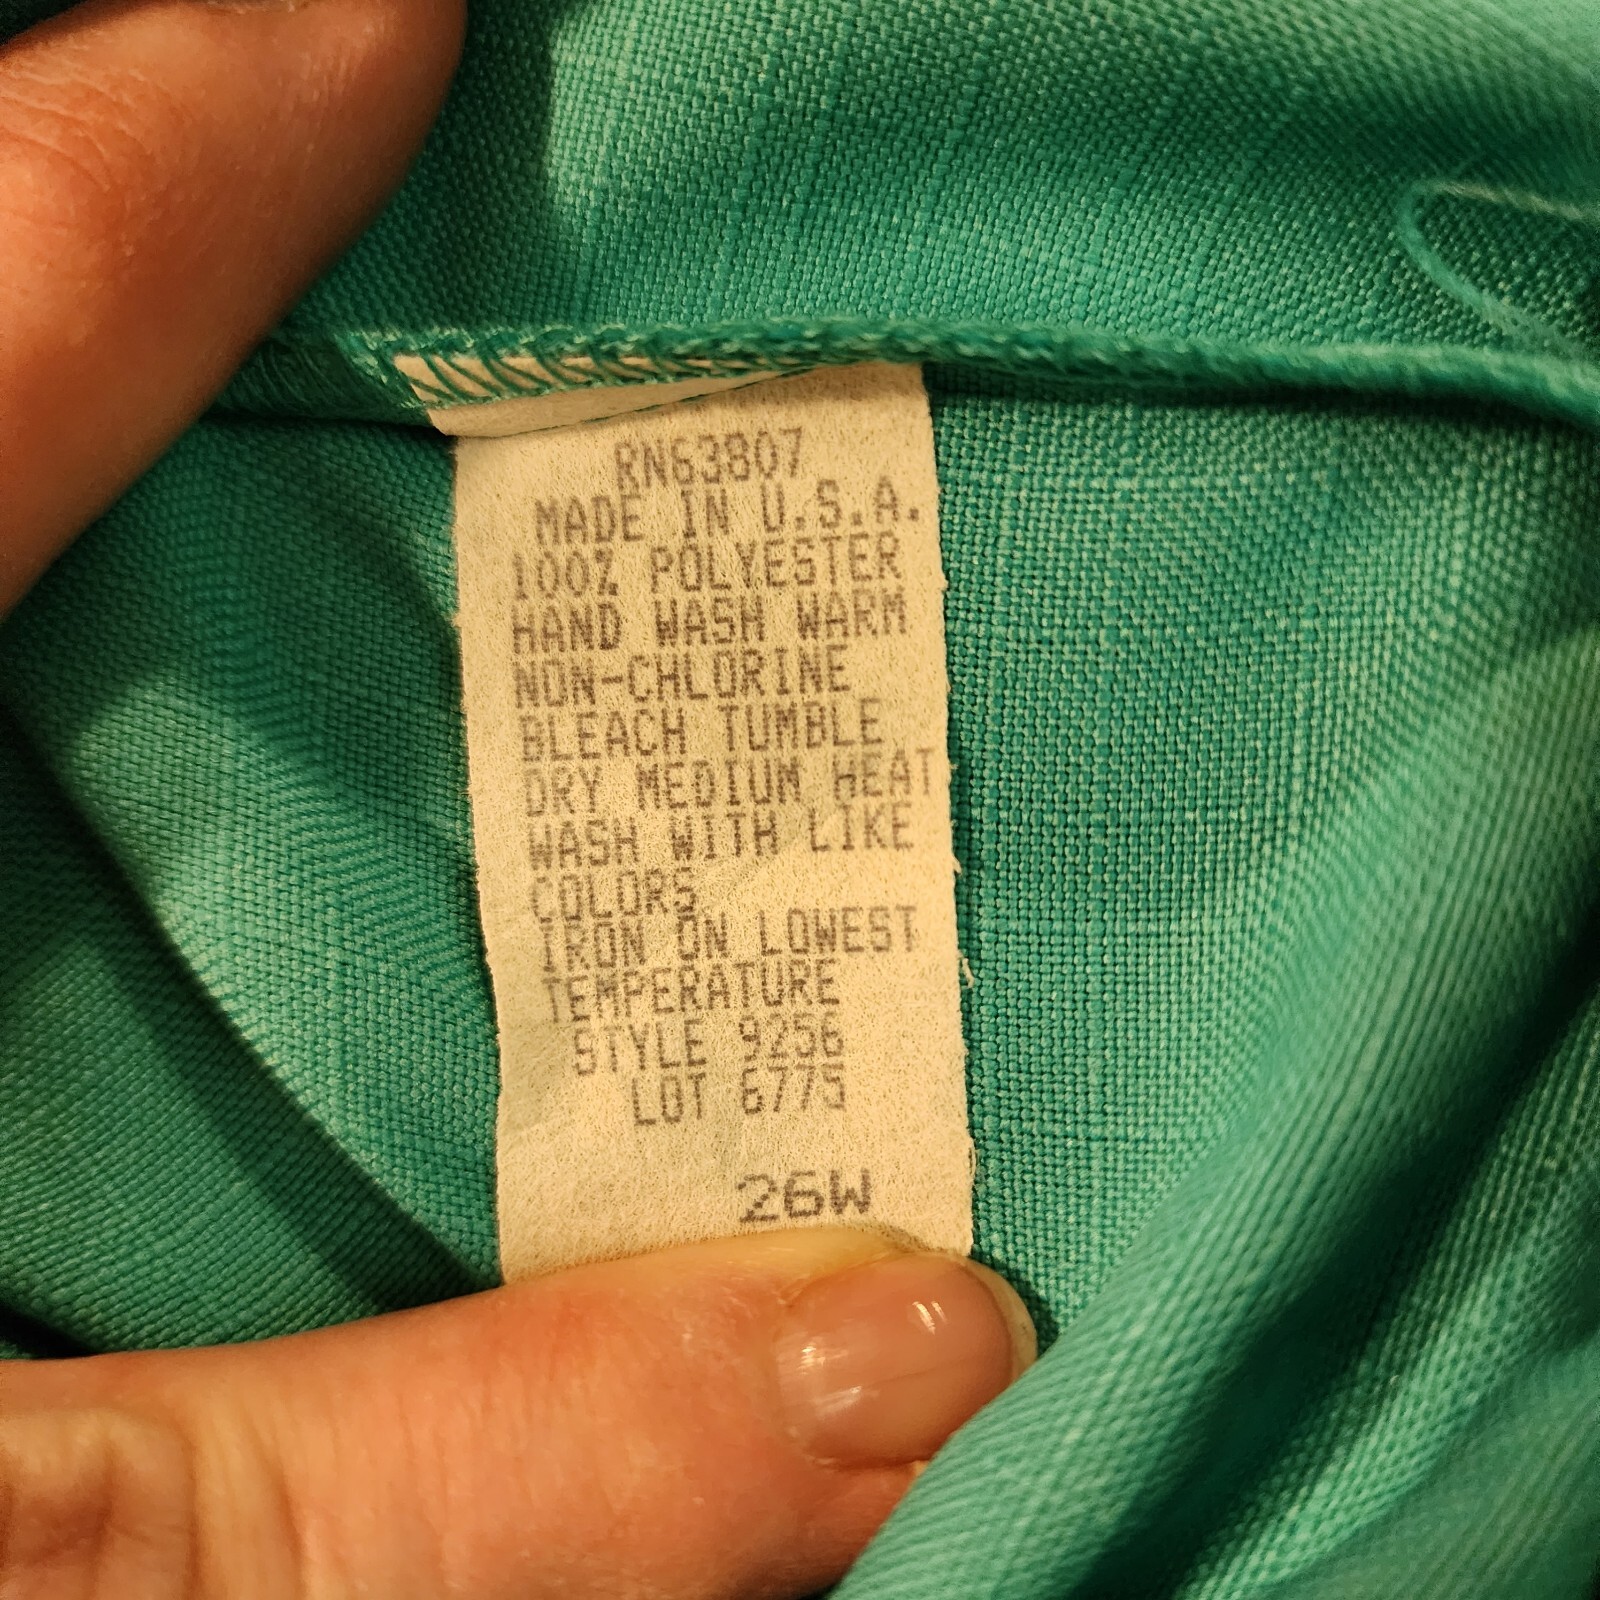 RN63807
MADE IN U.S.A.
100% POLYESTER
HAND WASH WARM
NON-CHLORINE
BLEACH TUMBLE
DRY MEDIUM HEAT
WASH WITH LIKE
COLORS
IRON ON LOWEST
TEMPERATURE
STYLE 9256
LOT 6775
26W